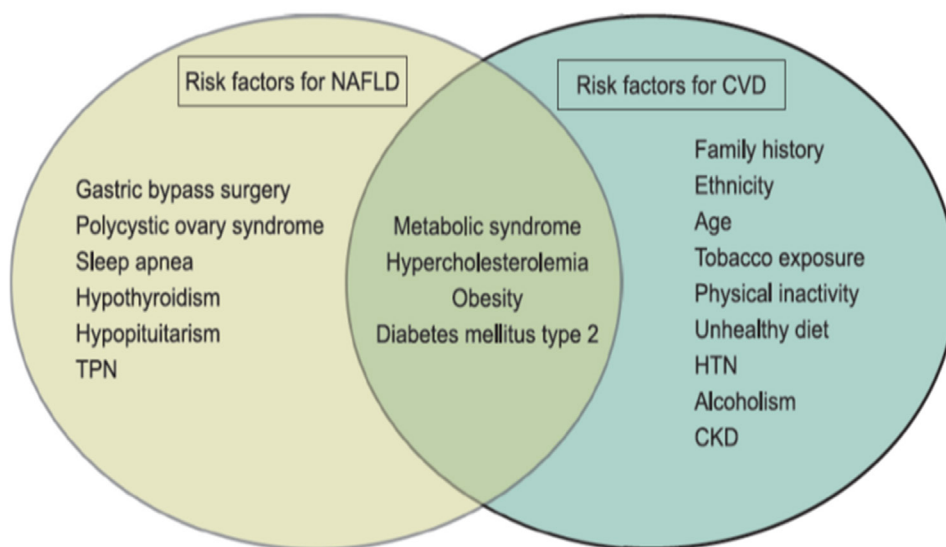 Risk factors for NAFLD
Gastric bypass surgery
Polycystic ovary syndrome
Sleep apnea
Hypothyroidism
Hypopituitarism
TPN
Metabolic syndrome
Hypercholesterolemia
Obesity
Diabetes mellitus type 2
Risk factors for CVD
Family history
Ethnicity
Age
Tobacco exposure
Physical inactivity
Unhealthy diet
HTN
Alcoholism
CKD